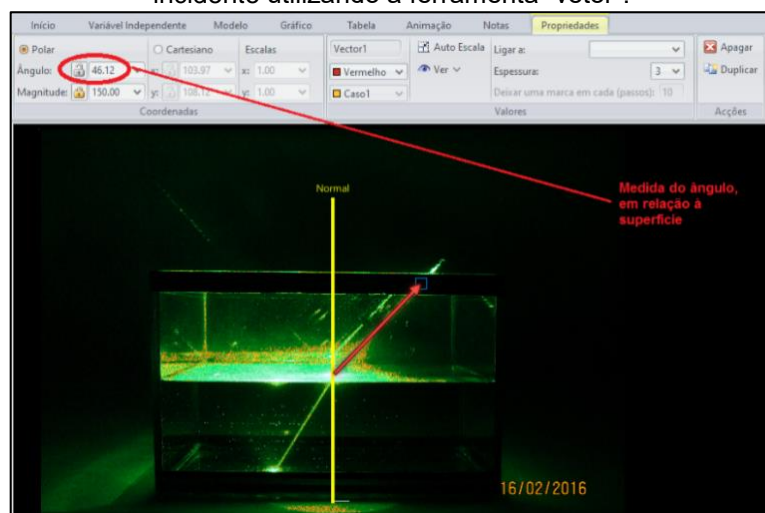 incidente utilizando a ferramenta "vetor".
Início Variável Independente Modelo Gráfico Tabela Animação Notas Propriedades
Polar Cartesiano Escalas Vector1 Auto Escala Ligar a: Apagar
Ângulo: 46.12 x: 103.97 x: 1.00 Vermelho Ver Espessura: 3 Duplicar
Magnitude: 150.00 y: 108.12 y: 1.00 Caso1 Deixar uma marca em cada (passos): 10
Coordenadas Valores Acções
Normal
Medida do ângulo,
em relação à
superfície
16/02/2016